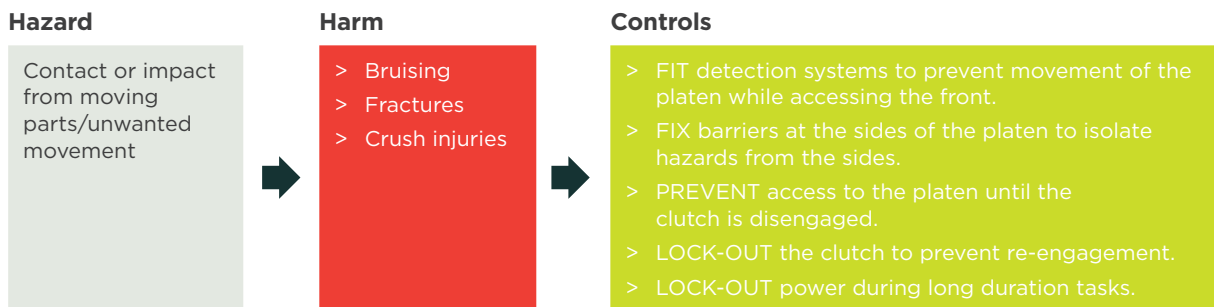 Hazard
Contact or impact
from moving
parts/unwanted
movement
Harm
> Bruising
> Fractures
> Crush injuries
Controls
> FIT detection systems to prevent movement of the
platen while accessing the front.
> FIX barriers at the sides of the platen to isolate
hazards from the sides.
> PREVENT access to the platen until the
clutch is disengaged.
> LOCK-OUT the clutch to prevent re-engagement.
> LOCK-OUT power during long duration tasks.